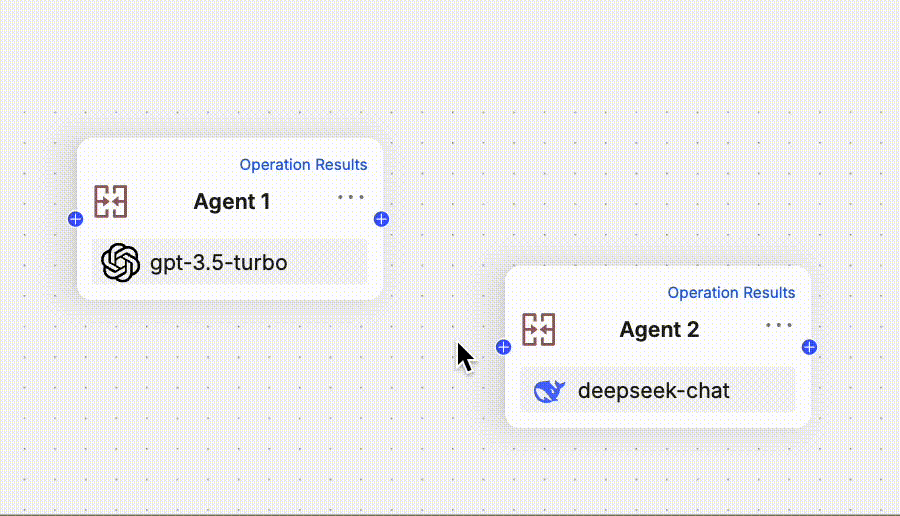 Operation Results
Agent 1
gpt-3.5-turbo
Operation Results
Agent 2
deepseek-chat